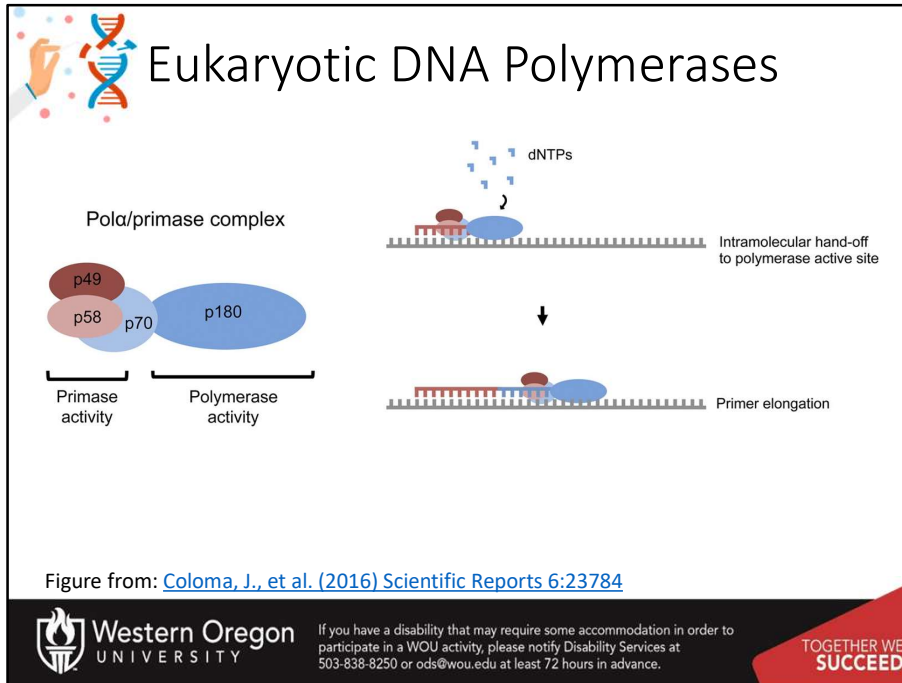 Eukaryotic DNA Polymerases
dNTPs
Polα/primase complex
Intramolecular hand-off
to polymerase active site
p49
p58
p70
p180
Primase
activity
Polymerase
activity
Primer elongation
Figure from: Coloma, J., et al. (2016) Scientific Reports 6:23784
Western Oregon
UNIVERSITY
If you have a disability that may require some accommodation in order to
participate in a WOU activity, please notify Disability Services at
503-838-8250 or ods@wou.edu at least 72 hours in advance.
TOGETHER WE
SUCCEED